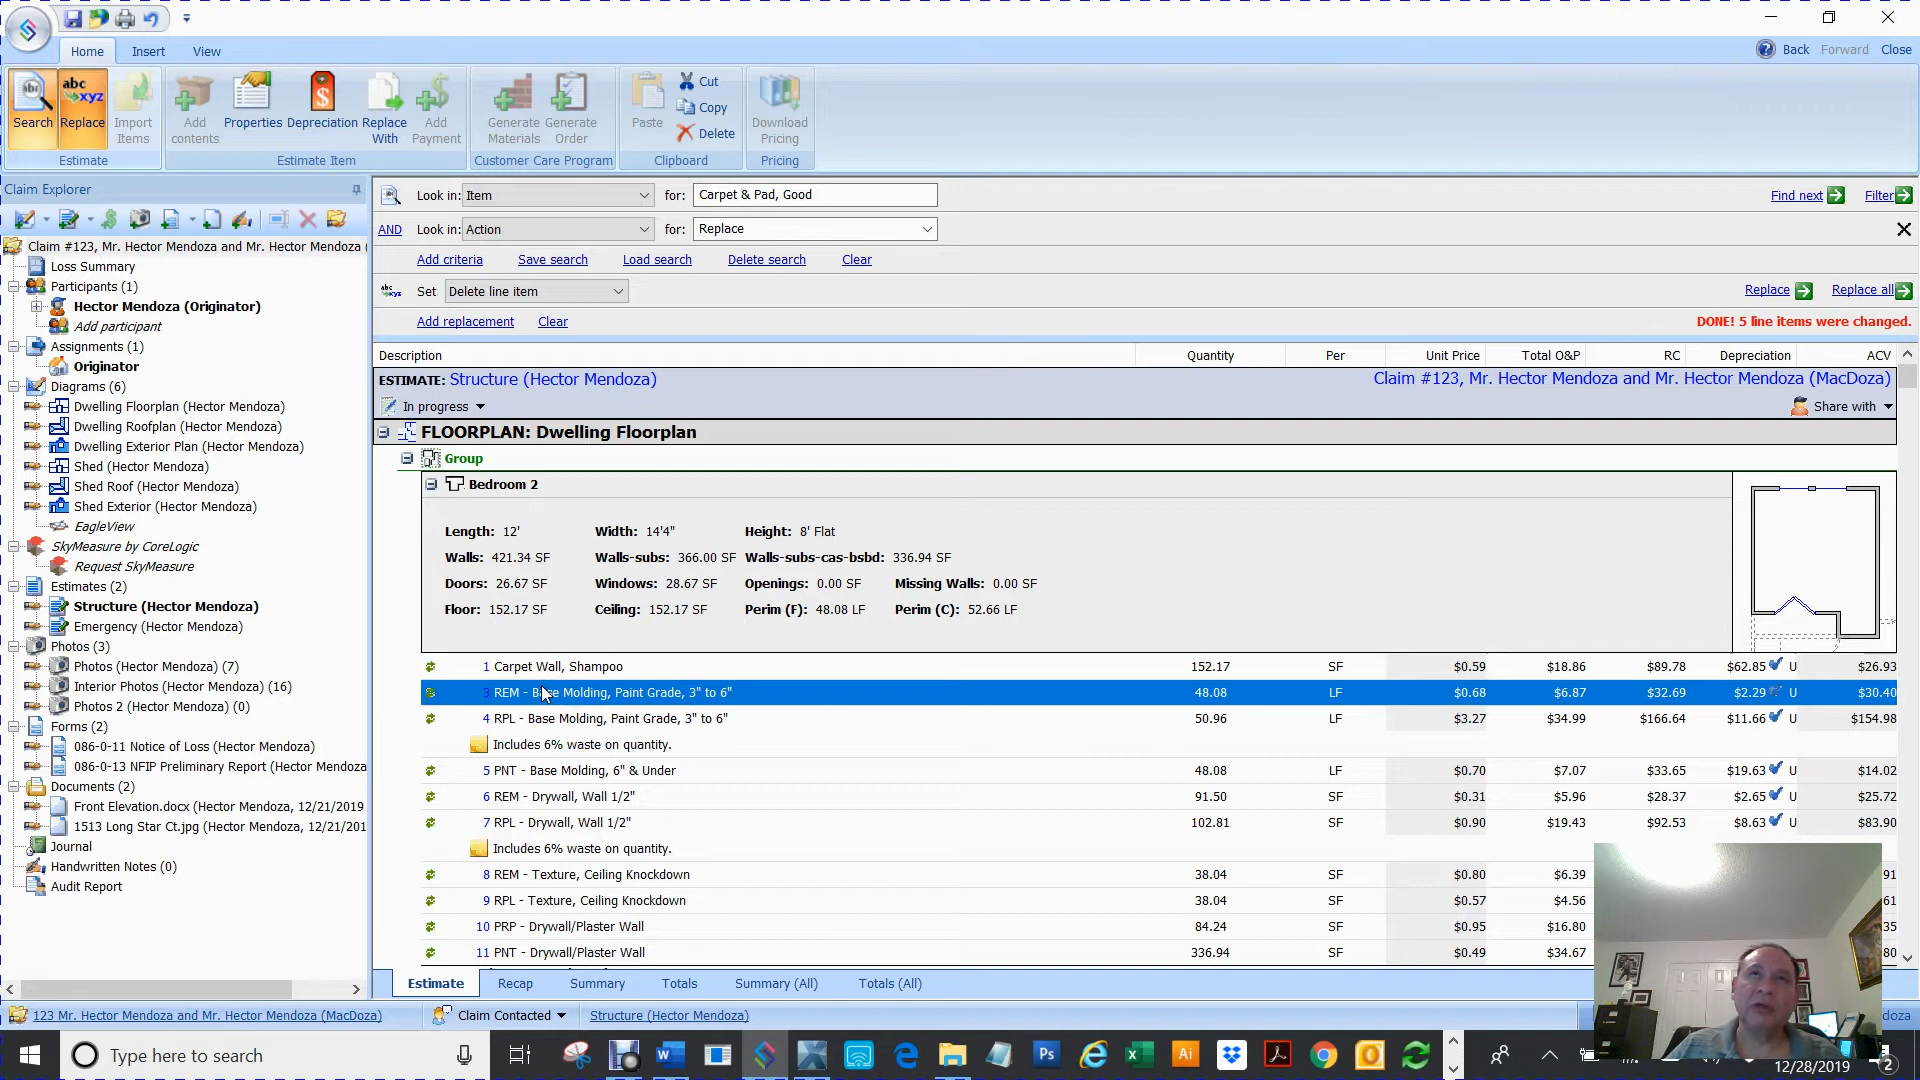 Home Insert View
Back Forward Close
Search Replace Import Items
Add contents Properties Depreciation Replace With Add Payment
Generate Materials Generate Order
Paste Cut Copy Delete
Download Pricing
Estimate Estimate Item Customer Care Program Clipboard Pricing
Claim Explorer
Claim #123, Mr. Hector Mendoza and Mr. Hector Mendoza (
Loss Summary
Participants (1)
Hector Mendoza (Originator)
Add participant
Assignments (1)
Originator
Diagrams (6)
Dwelling Floorplan (Hector Mendoza)
Dwelling Roofplan (Hector Mendoza)
Dwelling Exterior Plan (Hector Mendoza)
Shed (Hector Mendoza)
Shed Roof (Hector Mendoza)
Shed Exterior (Hector Mendoza)
EagleView
SkyMeasure by CoreLogic
Request SkyMeasure
Estimates (2)
Structure (Hector Mendoza)
Emergency (Hector Mendoza)
Photos (3)
Photos (Hector Mendoza) (7)
Interior Photos (Hector Mendoza) (16)
Photos 2 (Hector Mendoza) (0)
Forms (2)
086-0-11 Notice of Loss (Hector Mendoza)
086-0-13 NFIP Preliminary Report (Hector Mendoza
Documents (2)
Front Elevation.docx (Hector Mendoza, 12/21/2019
1513 Long Star Ct.jpg (Hector Mendoza, 12/21/201
Journal
Handwritten Notes (0)
Audit Report
Look in: Item for: Carpet & Pad, Good Find next Filter
AND Look in: Action for: Replace
Add criteria Save search Load search Delete search Clear
abc xyz Set Delete line item Replace Replace all
Add replacement Clear DONE! 5 line items were changed.
Description Quantity Per Unit Price Total O&P RC Depreciation ACV
ESTIMATE: Structure (Hector Mendoza) Claim #123, Mr. Hector Mendoza and Mr. Hector Mendoza (MacDoza)
In progress Share with
FLOORPLAN: Dwelling Floorplan
Group
Bedroom 2
Length: 12' Width: 14'4" Height: 8' Flat
Walls: 421.34 SF Walls-subs: 366.00 SF Walls-subs-cas-bsbd: 336.94 SF
Doors: 26.67 SF Windows: 28.67 SF Openings: 0.00 SF Missing Walls: 0.00 SF
Floor: 152.17 SF Ceiling: 152.17 SF Perim (F): 48.08 LF Perim (C): 52.66 LF
1 Carpet Wall, Shampoo 152.17 SF $0.59 $18.86 $89.78 $62.85 U $26.93
3 REM - Base Molding, Paint Grade, 3" to 6" 48.08 LF $0.68 $6.87 $32.69 $2.29 U $30.40
4 RPL - Base Molding, Paint Grade, 3" to 6" 50.96 LF $3.27 $34.99 $166.64 $11.66 U $154.98
Includes 6% waste on quantity.
5 PNT - Base Molding, 6" & Under 48.08 LF $0.70 $7.07 $33.65 $19.63 U $14.02
6 REM - Drywall, Wall 1/2" 91.50 SF $0.31 $5.96 $28.37 $2.65 U $25.72
7 RPL - Drywall, Wall 1/2" 102.81 SF $0.90 $19.43 $92.53 $8.63 U $83.90
Includes 6% waste on quantity.
8 REM - Texture, Ceiling Knockdown 38.04 SF $0.80 $6.39 91
9 RPL - Texture, Ceiling Knockdown 38.04 SF $0.57 $4.56 61
10 PRP - Drywall/Plaster Wall 84.24 SF $0.95 $16.80 35
11 PNT - Drywall/Plaster Wall 336.94 SF $0.49 $34.67 80
Estimate Recap Summary Totals Summary (All) Totals (All)
123 Mr. Hector Mendoza and Mr. Hector Mendoza (MacDoza) Claim Contacted Structure (Hector Mendoza) doza
Type here to search
12/28/2019 2